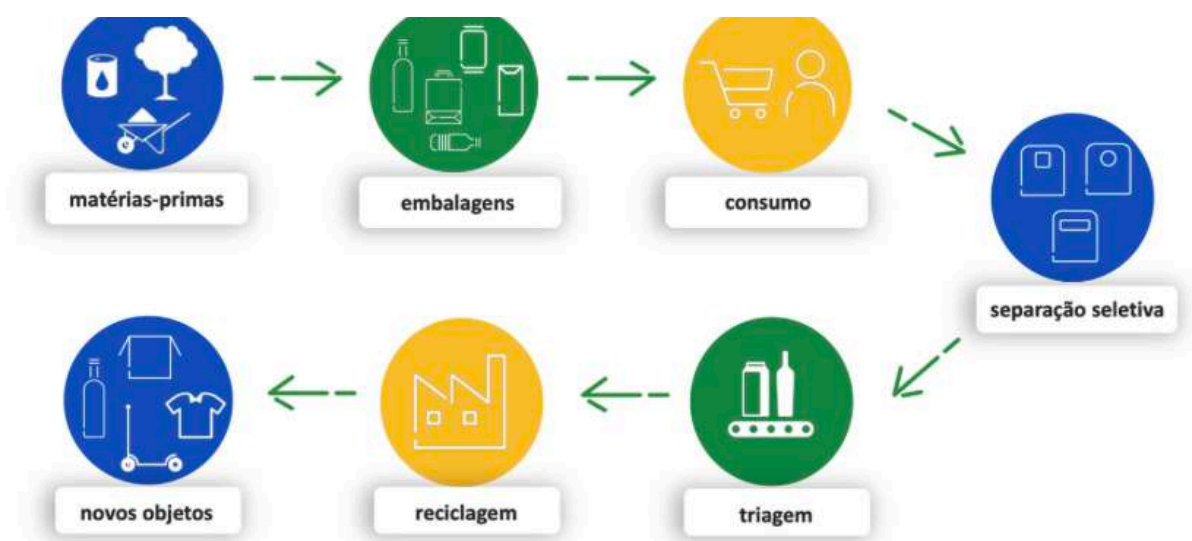 matérias-primas
embalagens
consumo
separação seletiva
triagem
reciclagem
novos objetos